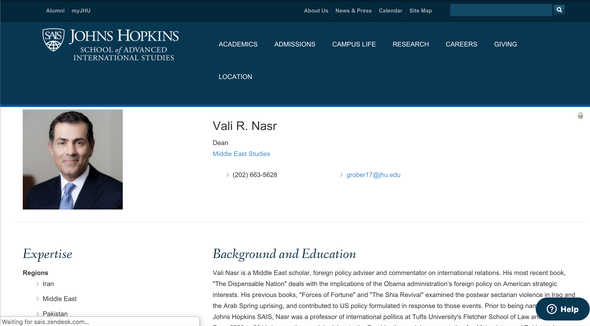 Alumni myJHU About Us News & Press Calendar Site Map
SAIS JOHNS HOPKINS
SCHOOL of ADVANCED
INTERNATIONAL STUDIES
ACADEMICS ADMISSIONS CAMPUS LIFE RESEARCH CAREERS GIVING
LOCATION
Vali R. Nasr
Dean
Middle East Studies
(202) 663-5628 grober17@jhu.edu
Expertise
Regions
Iran
Middle East
Pakistan
Background and Education
Vali Nasr is a Middle East scholar, foreign policy adviser and commentator on international relations. His most recent book,
"The Dispensable Nation" deals with the implications of the Obama administration's foreign policy on American strategic
interests. His previous books, "Forces of Fortune" and "The Shia Revival" examined the postwar sectarian violence in Iraq and
the Arab Spring uprising, and contributed to US policy formulated in response to those events. Prior to being nam
Johns Hopkins SAIS, Nasr was a professor of international politics at Tufts University's Fletcher School of Law and
Help
Waiting for sais.zendesk.com...